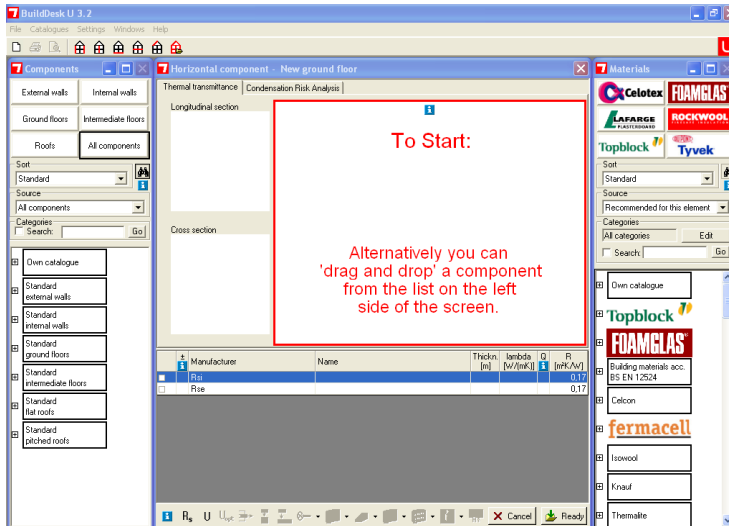 BuildDesk U 3.2
File Catalogues Settings Windows Help
Components
External walls Internal walls
Ground floors Intermediate floors
Roofs All components
Sort
Standard
Source
All components
Categories
Search: Go
Own catalogue
Standard
external walls
Standard
internal walls
Standard
ground floors
Standard
intermediate floors
Standard
flat roofs
Standard
pitched roofs
Horizontal component - New ground floor
Thermal transmittance Condensation Risk Analysis
Longitudinal section
Cross section
To Start:
Alternatively you can
'drag and drop' a component
from the list on the left
side of the screen.
± Manufacturer Name Thickn. lambda Q R
[m] [W/(mK)] [m²K/W]
Rsi 0,17
Rse 0,17
Rs U Uopt
Cancel Ready
Materials
Celotex FOAMGLAS
LAFARGE ROCKWOOL
PLASTERBOARD
Topblock Tyvek
Sort
Standard
Source
Recommended for this element
Categories
All categories Edit
Search: Go
Own catalogue
Topblock
FOAMGLAS
Building materials acc.
BS EN 12524
Celcon
fermacell
Isowool
Knauf
Thermalite